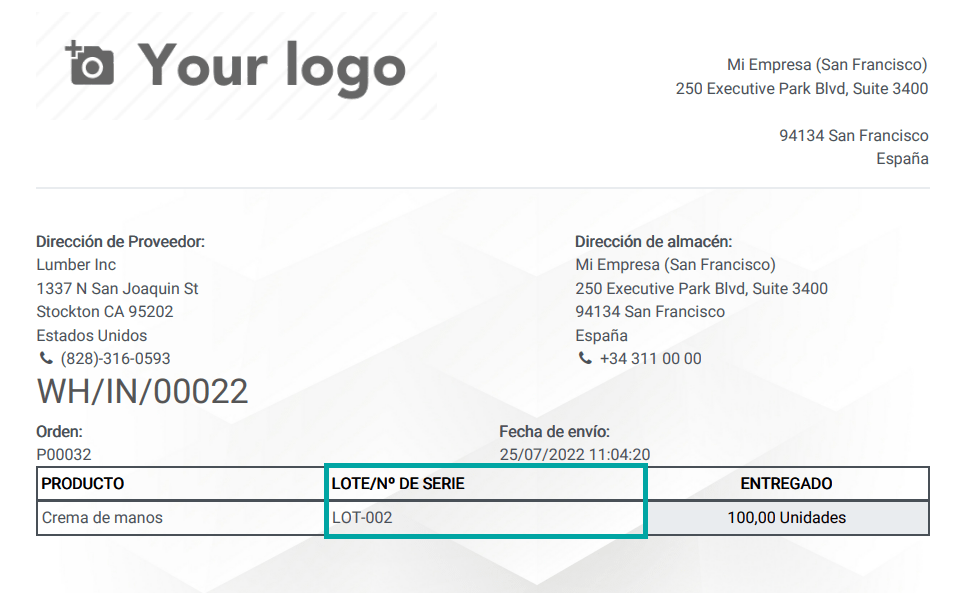 Your logo
Mi Empresa (San Francisco)
250 Executive Park Blvd, Suite 3400
94134 San Francisco
España
Dirección de Proveedor:
Lumber Inc
1337 N San Joaquin St
Stockton CA 95202
Estados Unidos
(828)-316-0593
Dirección de almacén:
Mi Empresa (San Francisco)
250 Executive Park Blvd, Suite 3400
94134 San Francisco
España
+34 311 00 00
WH/IN/00022
Orden:
P00032
Fecha de envío:
25/07/2022 11:04:20
PRODUCTO LOTE/Nº DE SERIE ENTREGADO
Crema de manos LOT-002 100,00 Unidades